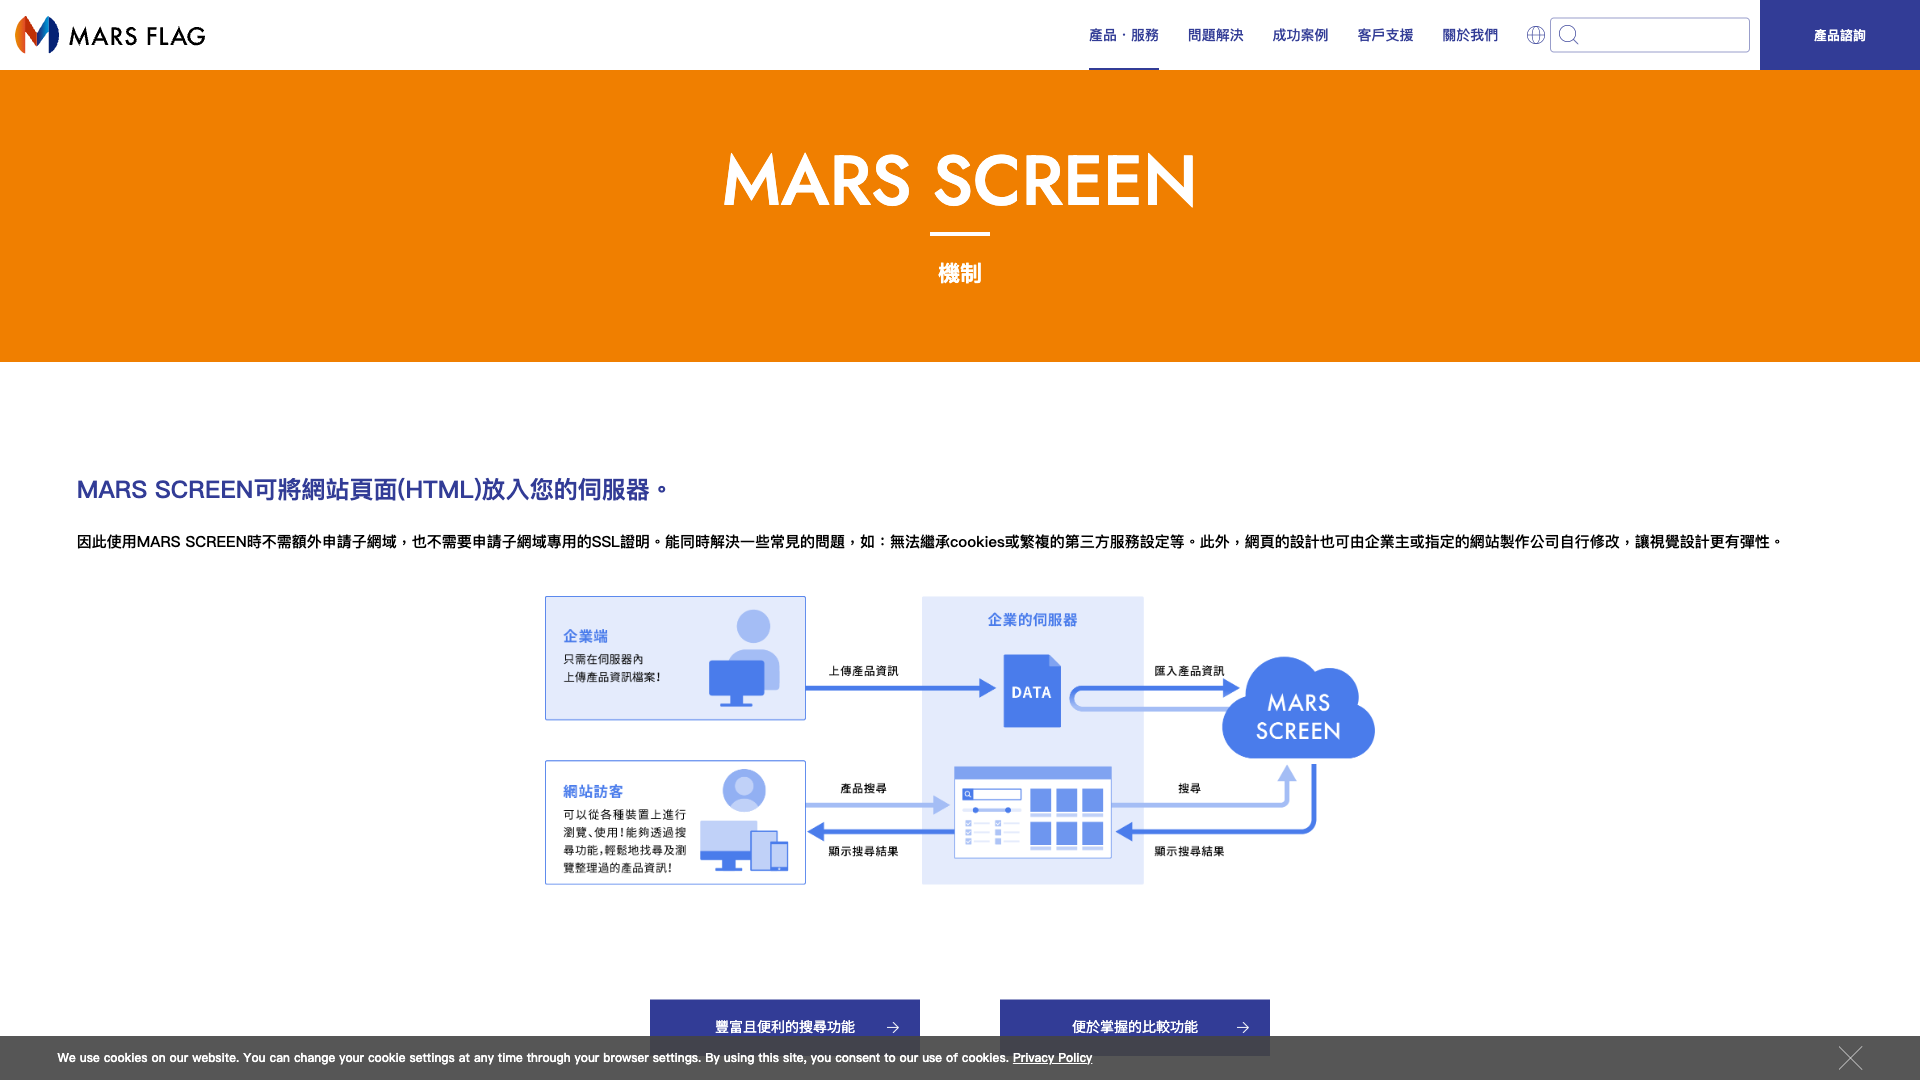 MARS FLAG
產品・服務
問題解決
成功案例
客戶支援
關於我們
產品諮詢
MARS SCREEN
機制
MARS SCREEN可將網站頁面(HTML)放入您的伺服器。
因此使用MARS SCREEN時不需額外申請子網域，也不需要申請子網域專用的SSL證明。能同時解決一些常見的問題，如：無法繼承cookies或繁複的第三方服務設定等。此外，網頁的設計也可由企業主或指定的網站製作公司自行修改，讓視覺設計更有彈性。
企業端
只需在伺服器內
上傳產品資訊檔案！
上傳產品資訊
企業的伺服器
DATA
匯入產品資訊
MARS
SCREEN
網站訪客
可以從各種裝置上進行
瀏覽、使用！能夠透過搜
尋功能，輕鬆地找尋及瀏
覽整理過的產品資訊！
產品搜尋
顯示搜尋結果
搜尋
顯示搜尋結果
豐富且便利的搜尋功能
便於掌握的比較功能
We use cookies on our website. You can change your cookie settings at any time through your browser settings. By using this site, you consent to our use of cookies. Privacy Policy